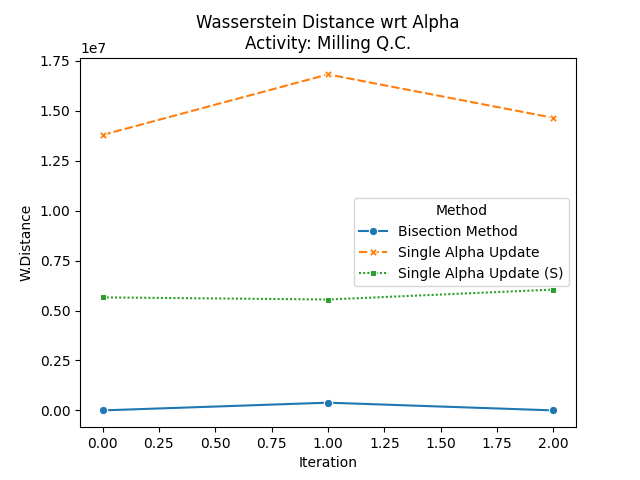 Wasserstein Distance wrt Alpha
Activity: Milling Q.C.
1e7
1.75
1.50
1.25
1.00
0.75
0.50
0.25
0.00
W.Distance
Method
Bisection Method
Single Alpha Update
Single Alpha Update (S)
0.00 0.25 0.50 0.75 1.00 1.25 1.50 1.75 2.00
Iteration